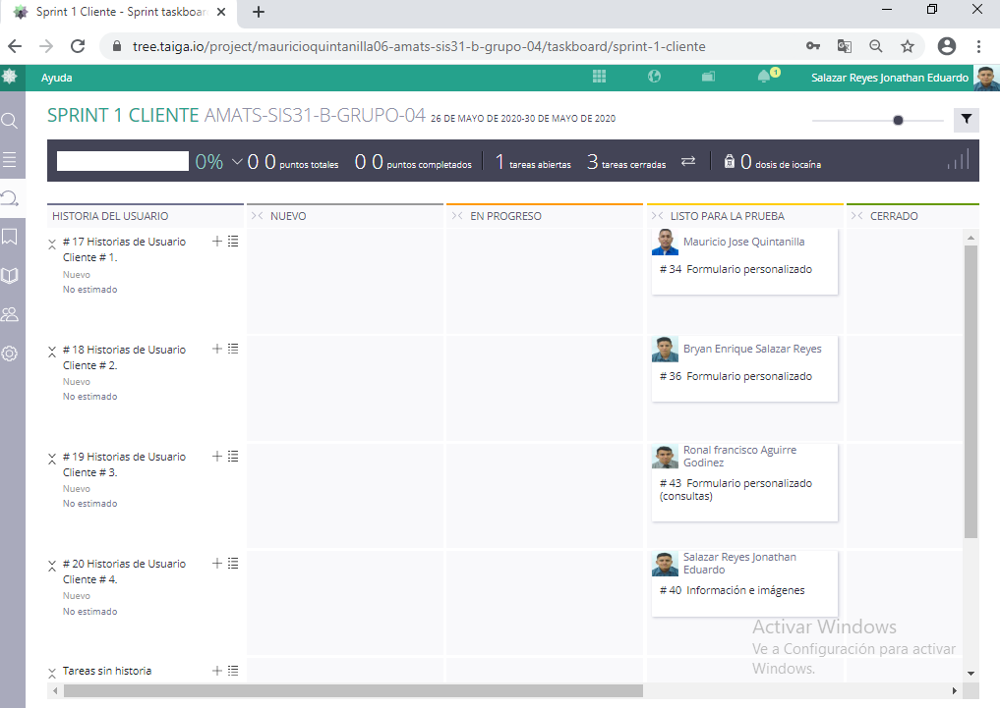 Sprint 1 Cliente - Sprint taskboar
tree.taiga.io/project/mauricioquintanilla06-amats-sis31-b-grupo-04/taskboard/sprint-1-cliente
Ayuda
1
Salazar Reyes Jonathan Eduardo
SPRINT 1 CLIENTE AMATS-SIS31-B-GRUPO-04 26 DE MAYO DE 2020-30 DE MAYO DE 2020
0% 0 0 puntos totales 0 0 puntos completados 1 tareas abiertas 3 tareas cerradas 0 dosis de iocaína
HISTORIA DEL USUARIO NUEVO EN PROGRESO LISTO PARA LA PRUEBA CERRADO
# 17 Historias de Usuario
Cliente # 1.
Nuevo
No estimado
Mauricio Jose Quintanilla
# 34 Formulario personalizado
# 18 Historias de Usuario
Cliente # 2.
Nuevo
No estimado
Bryan Enrique Salazar Reyes
# 36 Formulario personalizado
# 19 Historias de Usuario
Cliente # 3.
Nuevo
No estimado
Ronal francisco Aguirre
Godinez
# 43 Formulario personalizado
(consultas)
# 20 Historias de Usuario
Cliente # 4.
Nuevo
No estimado
Salazar Reyes Jonathan
Eduardo
# 40 Información e imágenes
Tareas sin historia
Activar Windows
Ve a Configuración para activar
Windows.